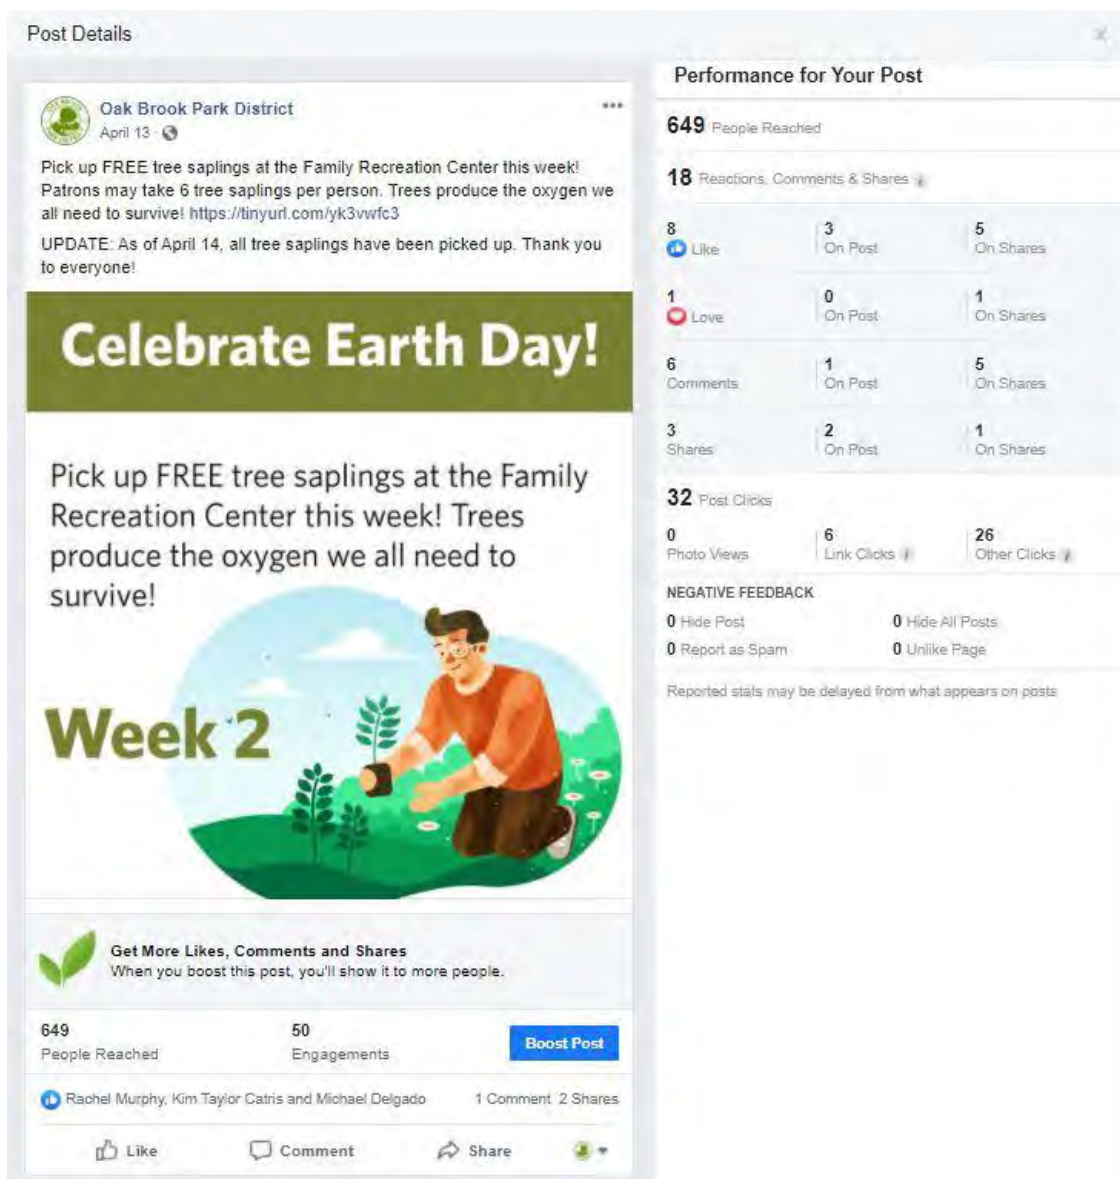 Post Details
Oak Brook Park District
April 13 ·
Pick up FREE tree saplings at the Family Recreation Center this week!
Patrons may take 6 tree saplings per person. Trees produce the oxygen we
all need to survive! https://tinyurl.com/yk3vwfc3
UPDATE: As of April 14, all tree saplings have been picked up. Thank you
to everyone!
Celebrate Earth Day!
Pick up FREE tree saplings at the Family
Recreation Center this week! Trees
produce the oxygen we all need to
survive!
Week 2
Get More Likes, Comments and Shares
When you boost this post, you'll show it to more people.
649 50
People Reached Engagements
Boost Post
Rachel Murphy, Kim Taylor Catris and Michael Delgado 1 Comment 2 Shares
Like Comment Share
Performance for Your Post
649 People Reached
18 Reactions, Comments & Shares
8 3 5
Like On Post On Shares
1 0 1
Love On Post On Shares
6 1 5
Comments On Post On Shares
3 2 1
Shares On Post On Shares
32 Post Clicks
0 6 26
Photo Views Link Clicks Other Clicks
NEGATIVE FEEDBACK
0 Hide Post 0 Hide All Posts
0 Report as Spam 0 Unlike Page
Reported stats may be delayed from what appears on posts